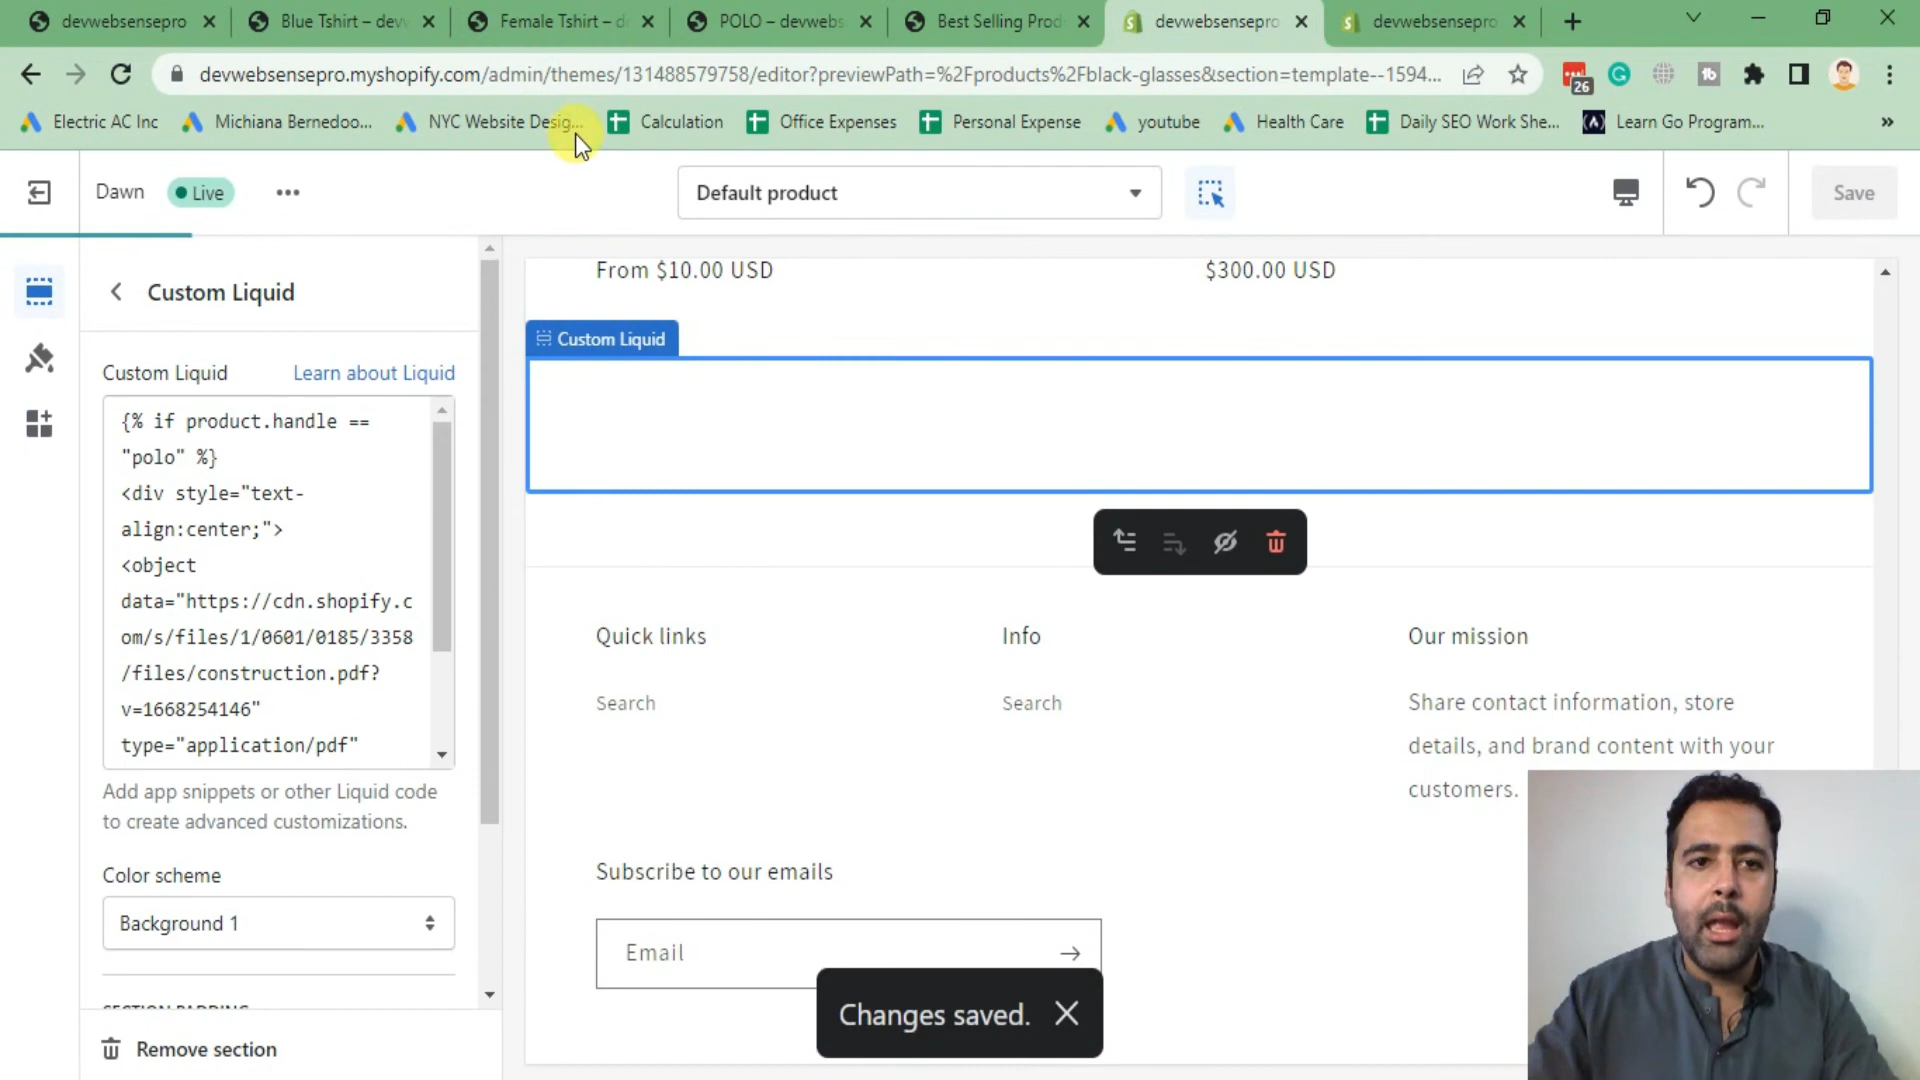 devwebsensepro
Blue Tshirt – dev
Female Tshirt – d
POLO – devwebs
Best Selling Prod
devwebsensepro
devwebsensepro
devwebsensepro.myshopify.com/admin/themes/131488579758/editor?previewPath=%2Fproducts%2Fblack-glasses&section=template--1594...
26
Electric AC Inc
Michiana Bernedoo...
NYC Website Desig...
Calculation
Office Expenses
Personal Expense
youtube
Health Care
Daily SEO Work She...
Learn Go Program...
»
Dawn
Live
Default product
Save
Custom Liquid
Custom Liquid
Learn about Liquid
{% if product.handle ==
"polo" %}
<div style="text-
align:center;">
<object
data="https://cdn.shopify.c
om/s/files/1/0601/0185/3358
/files/construction.pdf?
v=1668254146"
type="application/pdf"
Add app snippets or other Liquid code
to create advanced customizations.
Color scheme
Background 1
SECTION PADDING
Remove section
From $10.00 USD
$300.00 USD
Custom Liquid
Quick links
Info
Our mission
Search
Search
Share contact information, store
details, and brand content with your
customers.
Subscribe to our emails
Email
Changes saved.